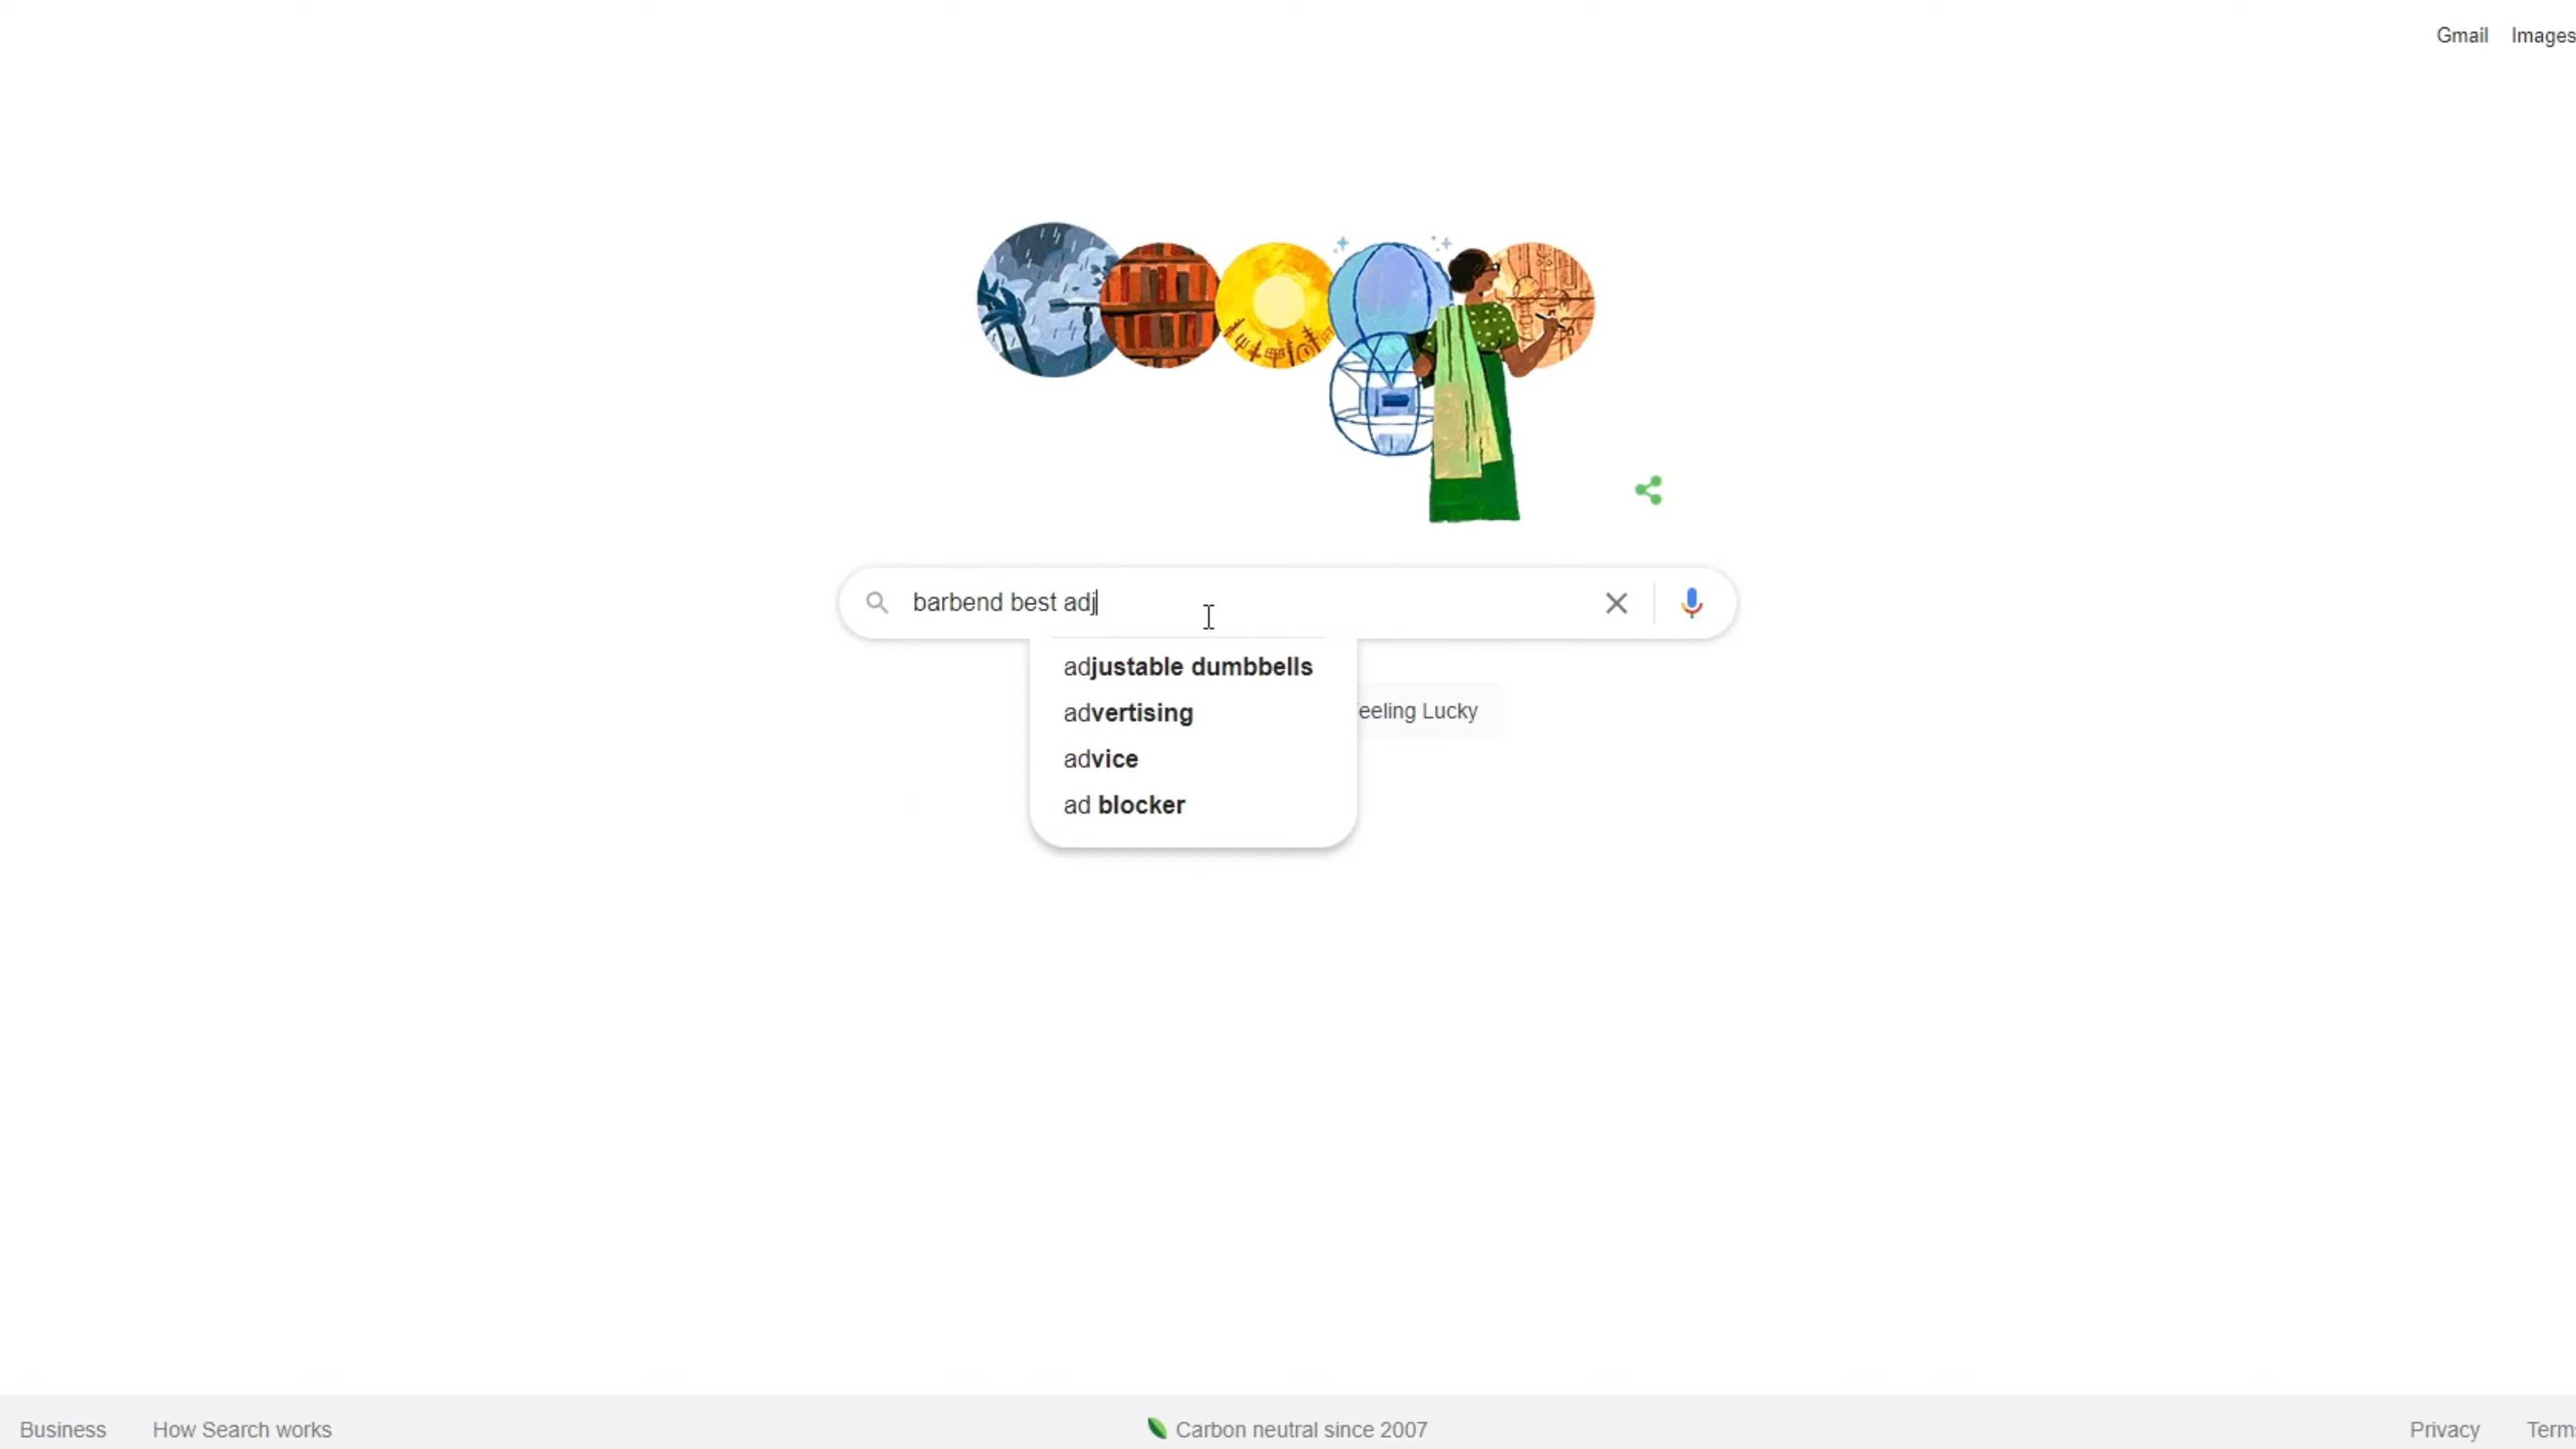 Gmail Images
barbend best adj
adjustable dumbbells
advertising
eeling Lucky
advice
ad blocker
Business How Search works Carbon neutral since 2007 Privacy Term